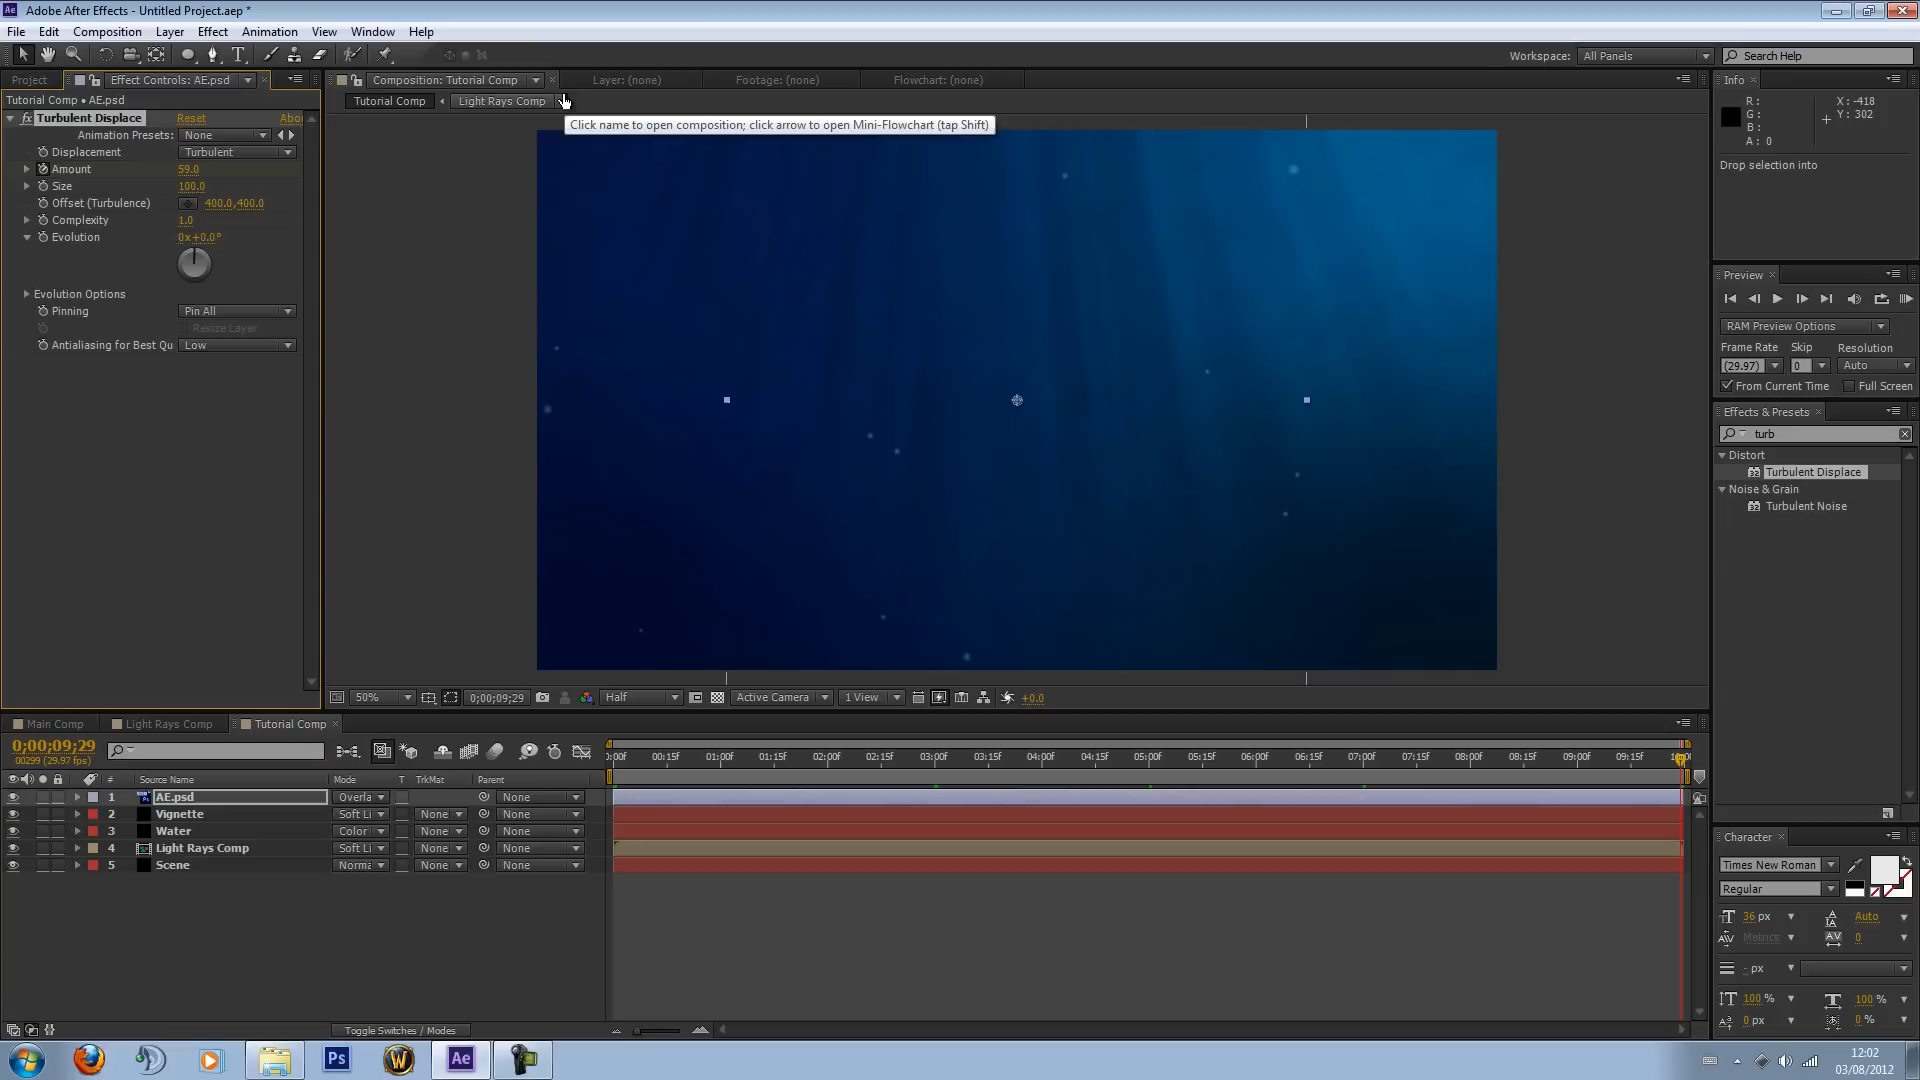 Adobe After Effects - Untitled Project.aep *
File Edit Composition Layer Effect Animation View Window Help
Workspace: All Panels Search Help
Project Effect Controls: AE.psd Composition: Tutorial Comp Layer: (none) Footage: (none) Flowchart: (none)
Tutorial Comp • AE.psd
Tutorial Comp Light Rays Comp
Click name to open composition; click arrow to open Mini-Flowchart (tap Shift)
fx Turbulent Displace Reset Abou
Animation Presets: None
Displacement Turbulent
Amount 59.0
Size 100.0
Offset (Turbulence) 400.0,400.0
Complexity 1.0
Evolution 0x+0.0°
Evolution Options
Pinning Pin All
Resize Layer
Antialiasing for Best Qu Low
Info
R: X: -418
G: Y: 302
B:
A: 0
Drop selection into
Preview
RAM Preview Options
Frame Rate Skip Resolution
(29.97) 0 Auto
From Current Time Full Screen
Effects & Presets
turb
Distort
Turbulent Displace
Noise & Grain
Turbulent Noise
50% 0;00;09;29 Half Active Camera 1 View +0.0
Main Comp Light Rays Comp Tutorial Comp
0;00;09;29
00299 (29.97 fps)
:00f 00:15f 01:00f 01:15f 02:00f 02:15f 03:00f 03:15f 04:00f 04:15f 05:00f 05:15f 06:00f 06:15f 07:00f 07:15f 08:00f 08:15f 09:00f 09:15f
# Source Name Mode T TrkMat Parent
1 AE.psd Overla None
2 Vignette Soft Li None None
3 Water Color None None
4 Light Rays Comp Soft Li None None
5 Scene Norma None None
Toggle Switches / Modes
Character
Times New Roman
Regular
36 px Auto
Metrics 0
- px
100 % 100 %
0 px 0 %
Ps Ae
12:02
03/08/2012